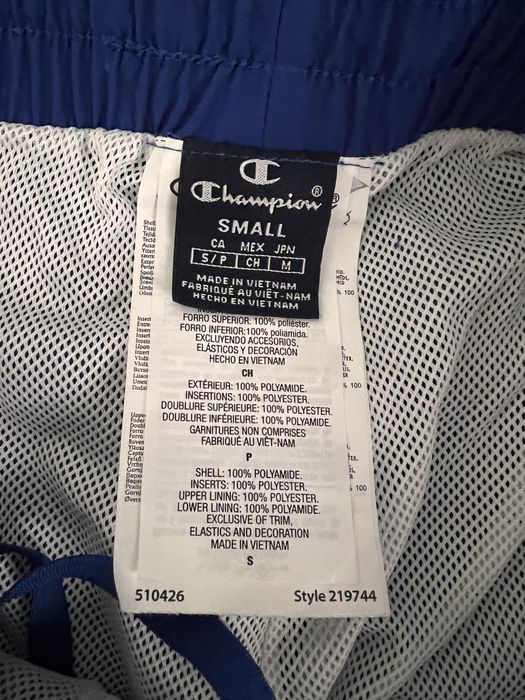 Champion®
SMALL
CA MEX JPN
S/P CH M
MADE IN VIETNAM
FABRIQUÉ AU VIÊT-NAM
HECHO EN VIETNAM
FORRO SUPERIOR: 100% poliéster.
FORRO INFERIOR:100% poliamida.
EXCLUYENDO ACCESORIOS,
ELÁSTICOS Y DECORACIÓN
HECHO EN VIETNAM
CH
EXTÉRIEUR: 100% POLYAMIDE.
INSERTIONS: 100% POLYESTER.
DOUBLURE SUPÉRIEURE: 100% POLYESTER.
DOUBLURE INFÉRIEURE: 100% POLYAMIDE.
GARNITURES NON COMPRISES
FABRIQUÉ AU VIÊT-NAM
P
SHELL: 100% POLYAMIDE.
INSERTS: 100% POLYESTER.
UPPER LINING: 100% POLYESTER.
LOWER LINING: 100% POLYAMIDE.
EXCLUSIVE OF TRIM,
ELASTICS AND DECORATION
MADE IN VIETNAM
S
510426 Style 219744